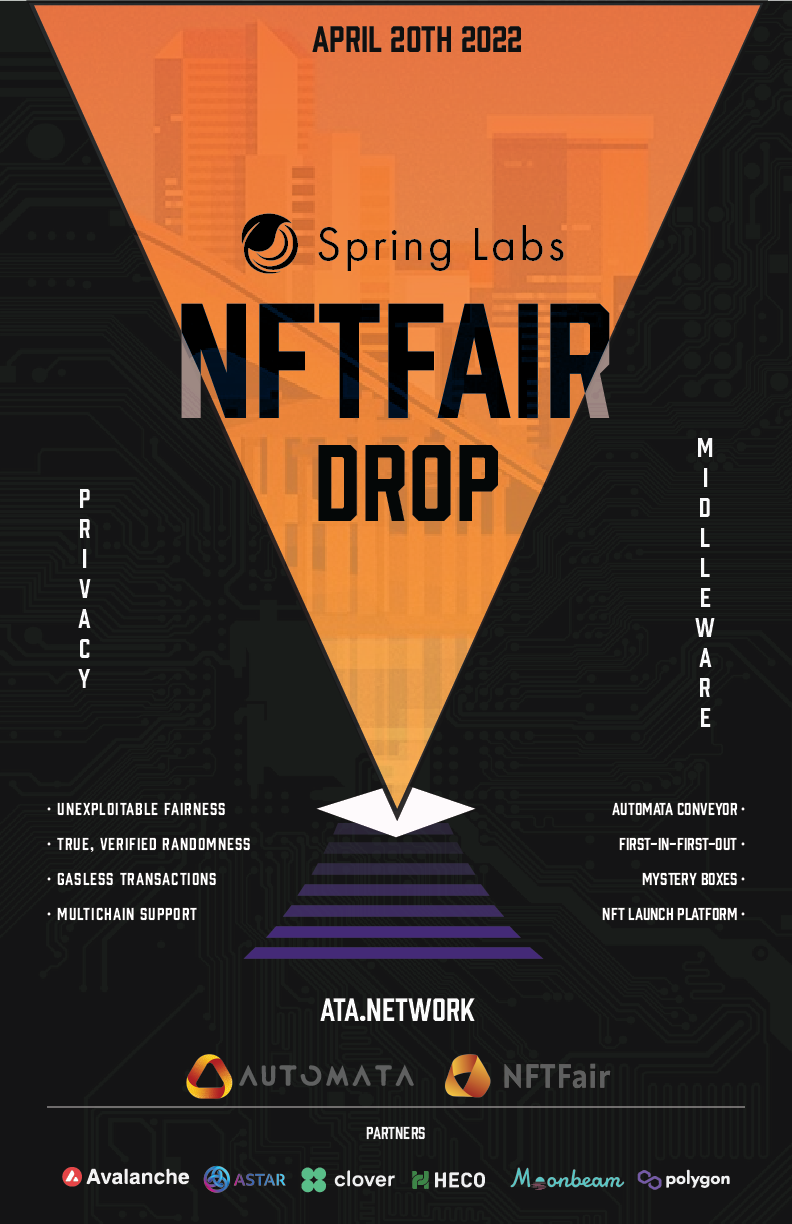 APRIL 20TH 2022
Spring Labs
NFTFAIR
DROP
PRIVACY
MIDLLEWARE
• UNEXPLOITABLE FAIRNESS
• TRUE, VERIFIED RANDOMNESS
• GASLESS TRANSACTIONS
• MULTICHAIN SUPPORT
AUTOMATA CONVEYOR •
FIRST-IN-FIRST-OUT •
MYSTERY BOXES •
NFT LAUNCH PLATFORM •
ATA.NETWORK
AUTOMATA NFTFair
PARTNERS
Avalanche ASTAR clover HECO Moonbeam polygon